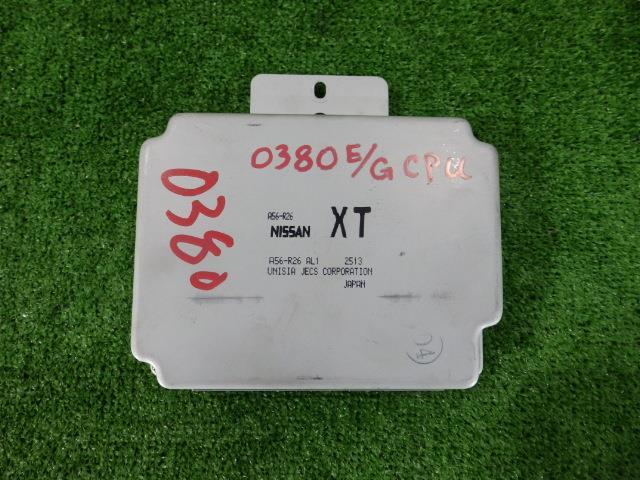 0380 E/G CPU
0380
A56-R26
NISSAN XT
A56-R26 AL1 2513
UNISIA JECS CORPORATION
JAPAN